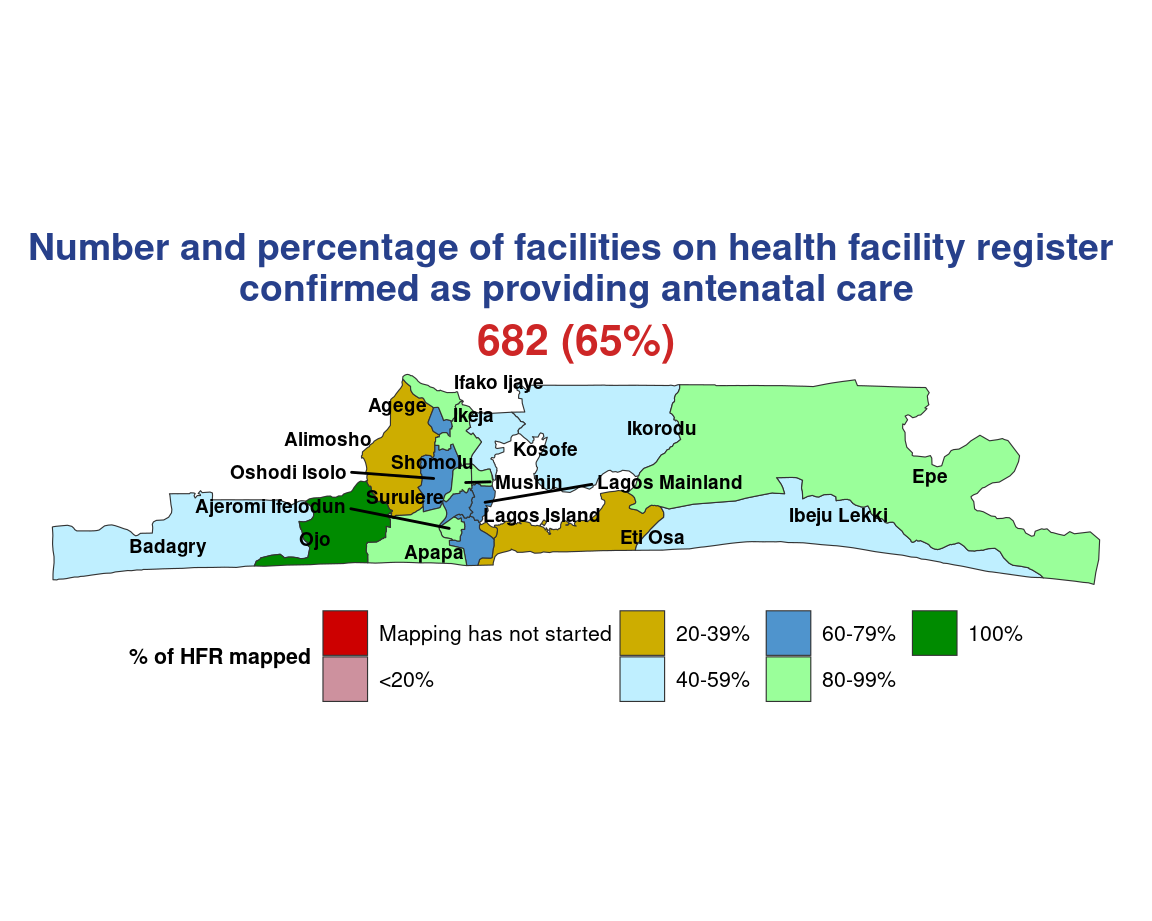 Number and percentage of facilities on health facility register
confirmed as providing antenatal care
682 (65%)
Ifako Ijaye
Agege
Ikeja
Ikorodu
Alimosho
Kosofe
Shomolu
Oshodi Isolo
Epe
Mushin
Lagos Mainland
Surulere
Ajeromi Ifelodun
Lagos Island
Ibeju Lekki
Ojo
Eti Osa
Badagry
Apapa
% of HFR mapped
Mapping has not started
<20%
20-39%
40-59%
60-79%
80-99%
100%